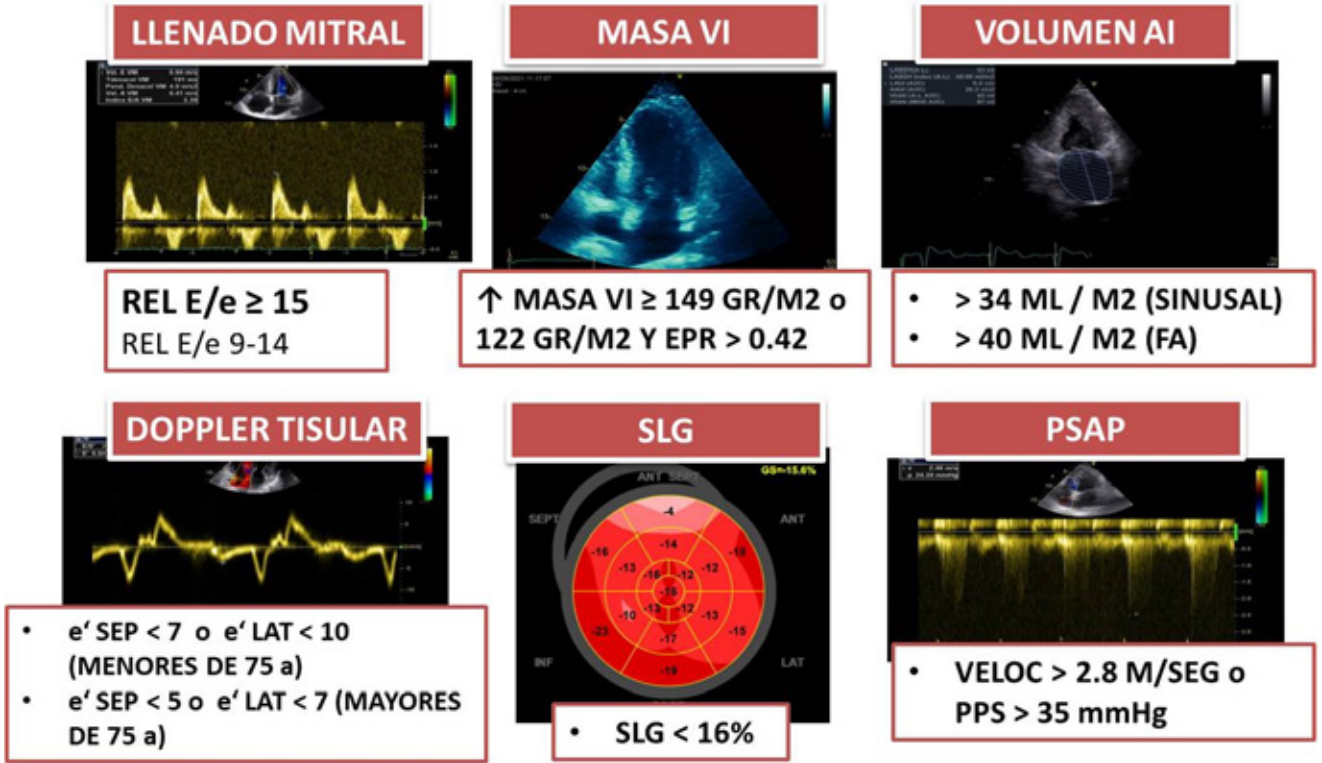 LLENADO MITRAL
REL E/e ≥ 15
REL E/e 9-14
MASA VI
↑ MASA VI ≥ 149 GR/M2 o
122 GR/M2 Y EPR > 0.42
VOLUMEN AI
• > 34 ML / M2 (SINUSAL)
• > 40 ML / M2 (FA)
DOPPLER TISULAR
• e‘ SEP < 7 o e‘ LAT < 10
(MENORES DE 75 a)
• e‘ SEP < 5 o e‘ LAT < 7 (MAYORES
DE 75 a)
SLG
GS=-15.6%
ANT SEPT
SEPT
ANT
INF
LAT
-4
-16
-14
-18
-13
-16
-12
-12
-16
-10
-13
-12
-13
-23
-17
-15
-19
• SLG < 16%
PSAP
• VELOC > 2.8 M/SEG o
PPS > 35 mmHg